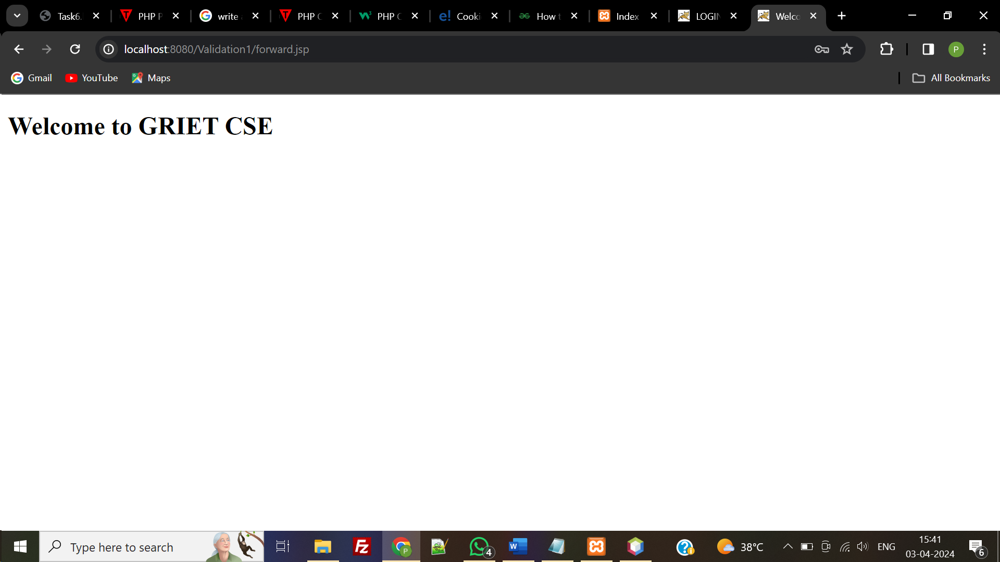 Task6.
PHP P
write a
PHP C
PHP C
Cooki
How t
Index
LOGIN
Welco
localhost:8080/Validation1/forward.jsp
P
Gmail
YouTube
Maps
All Bookmarks
Welcome to GRIET CSE
Type here to search
4
38°C
ENG
15:41
03-04-2024
6